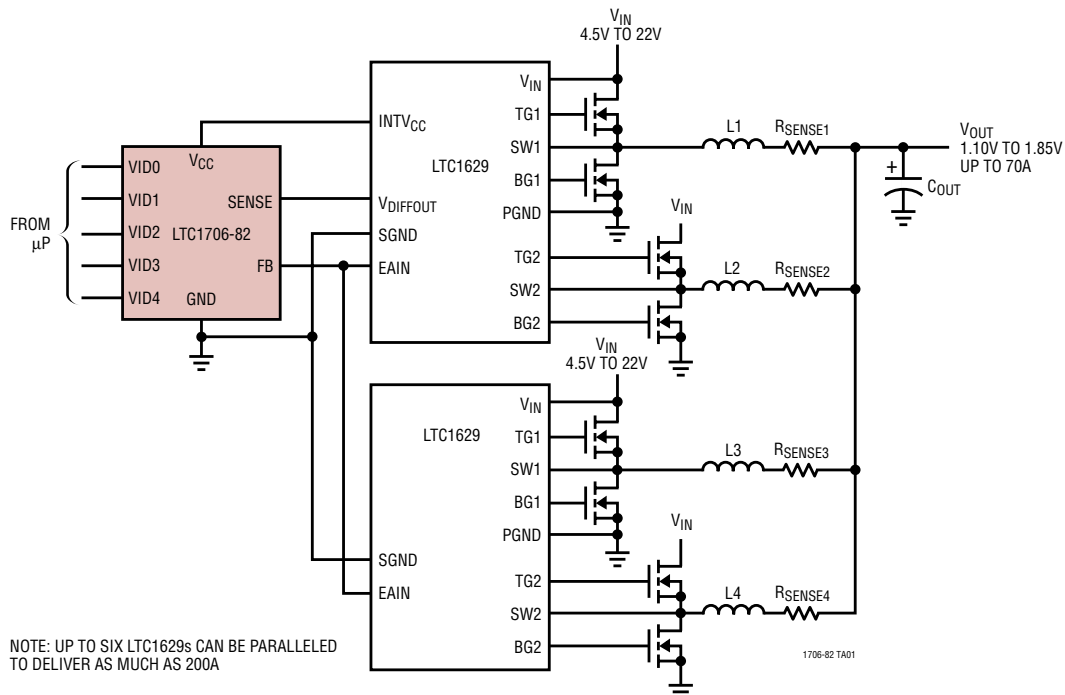 VIN
4.5V TO 22V
VIN
TG1
INTVCC
SW1
LTC1629
BG1
VDIFFOUT
PGND
SGND
TG2
EAIN
SW2
BG2
VCC
VID0
VID1
SENSE
VID2
LTC1706-82
VID3
FB
VID4
GND
FROM
µP
L1
RSENSE1
VOUT
1.10V TO 1.85V
UP TO 70A
+
COUT
VIN
L2
RSENSE2
VIN
4.5V TO 22V
VIN
LTC1629
TG1
SW1
BG1
PGND
SGND
TG2
EAIN
SW2
BG2
L3
RSENSE3
VIN
L4
RSENSE4
NOTE: UP TO SIX LTC1629s CAN BE PARALLELED
TO DELIVER AS MUCH AS 200A
1706-82 TA01